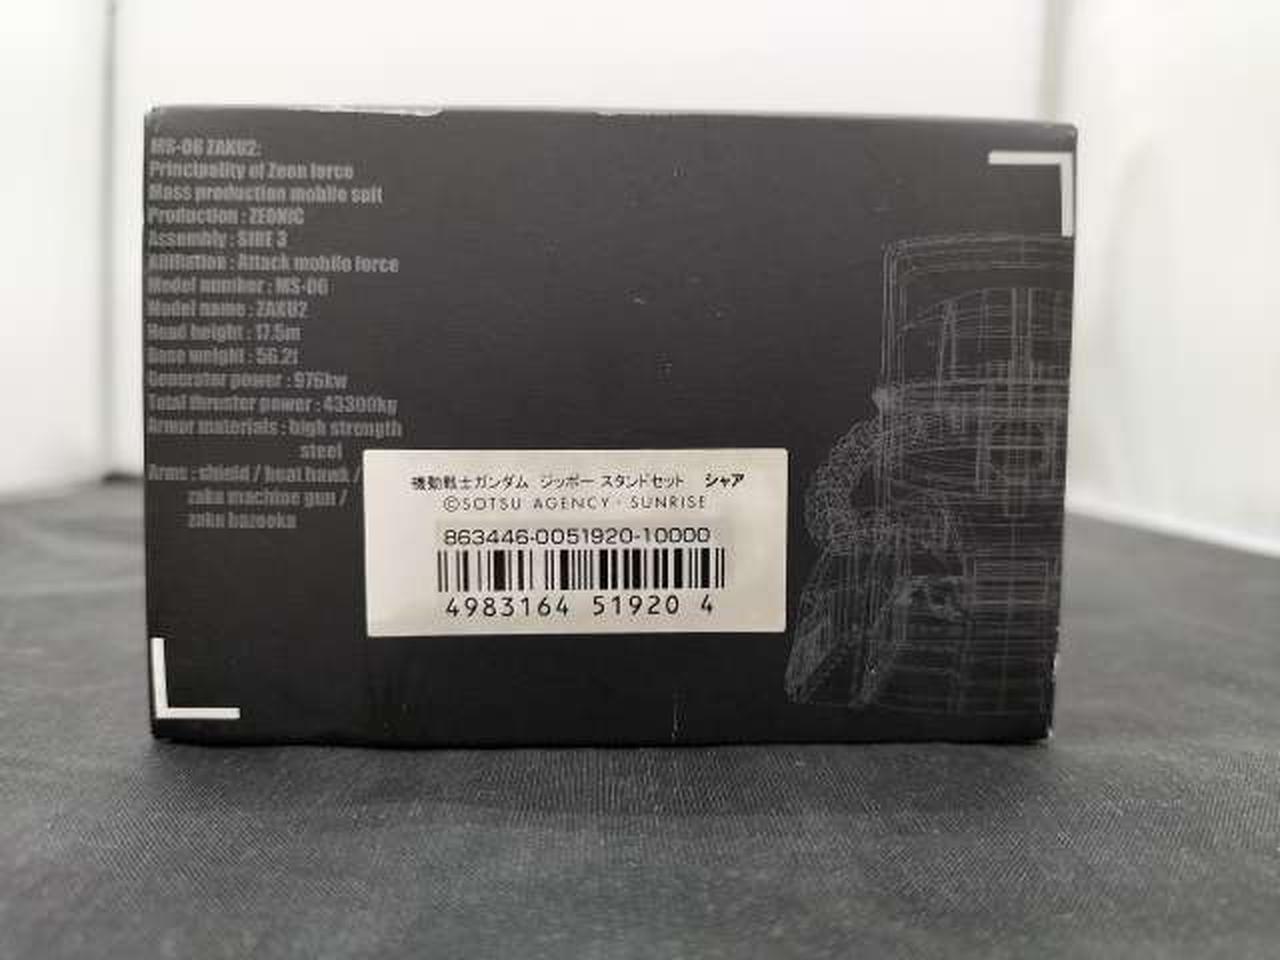 MS-06 ZAKU2:
Principality of Zeon force
Mass production mobile suit
Production : ZEONIC
Assembly : SIDE 3
Affiliation : Attack mobile force
Model number : MS-06
Model name : ZAKU2
Head height : 17.5m
Base weight : 56.2t
Generator power : 976kw
Total thruster power : 43300kg
Armor materials : high strength
steel
Arms : shield / heat hawk /
zaku machine gun /
zaku bazooka
機動戦士ガンダム ジッポー スタンドセット シャア
©SOTSU AGENCY・SUNRISE
863446-0051920-10000
4983164 51920 4